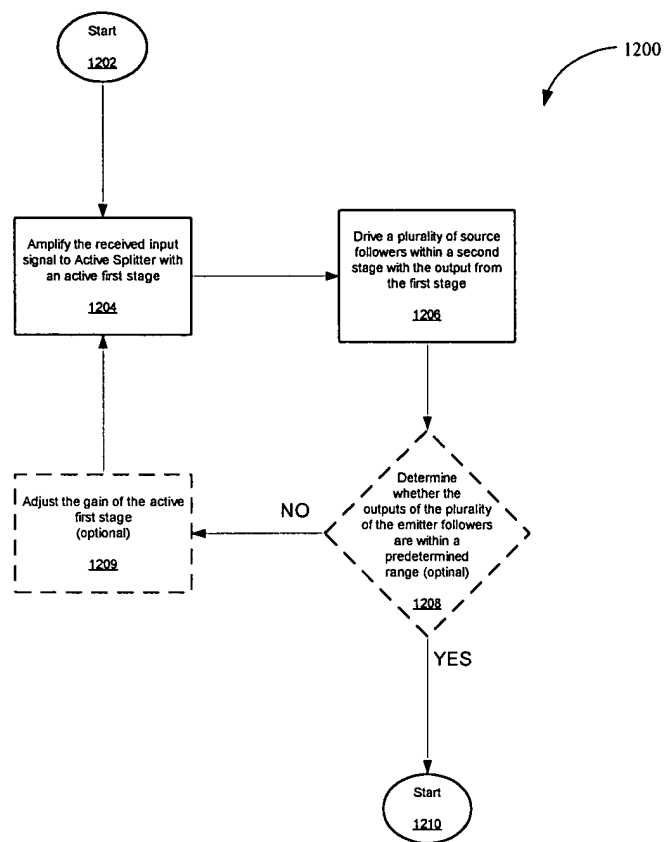 Start
1202
1200
Amplify the received input
signal to Active Splitter with
an active first stage
1204
Drive a plurality of source
followers within a second
stage with the output from
the first stage
1206
Adjust the gain of the active
first stage
(optional)
1209
NO
Determine
whether the
outputs of the plurality
of the emitter followers
are within a
predetermined
range (optinal)
1208
YES
Start
1210